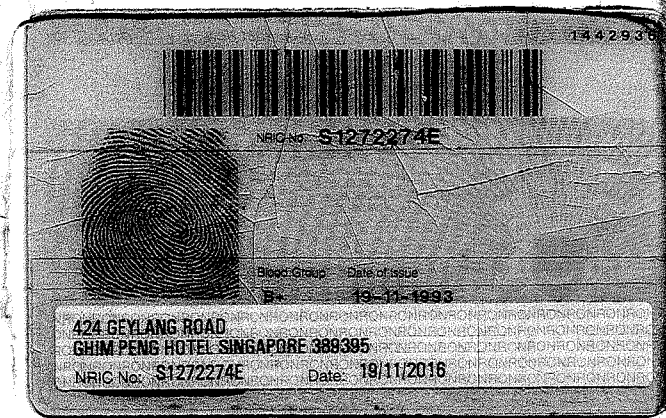 1442936
NRIC No. S1272274E
Blood Group Date of issue
B+ 19-11-1993
424 GEYLANG ROAD
GHIM PENG HOTEL SINGAPORE 389395
NRIC No: S1272274E Date: 19/11/2016